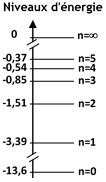 Niveaux d'énergie
0 n=∞
-0,37 n=5
-0,54 n=4
-0,85 n=3
-1,51 n=2
-3,39 n=1
-13,6 n=0